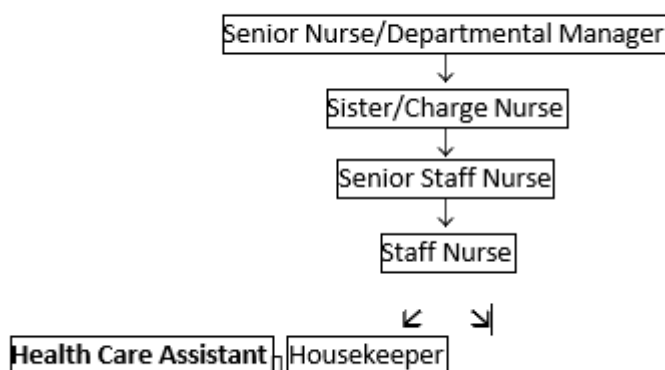 Senior Nurse/Departmental Manager
Sister/Charge Nurse
Senior Staff Nurse
Staff Nurse
Health Care Assistant Housekeeper